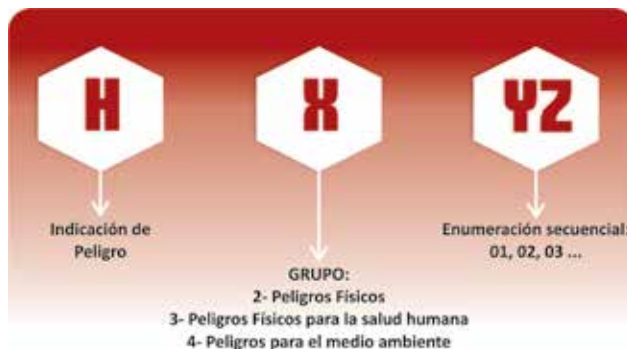 H
X
YZ
Indicación de
Peligro
Enumeración secuencial:
01, 02, 03 ...
GRUPO:
2- Peligros Físicos
3- Peligros Físicos para la salud humana
4- Peligros para el medio ambiente